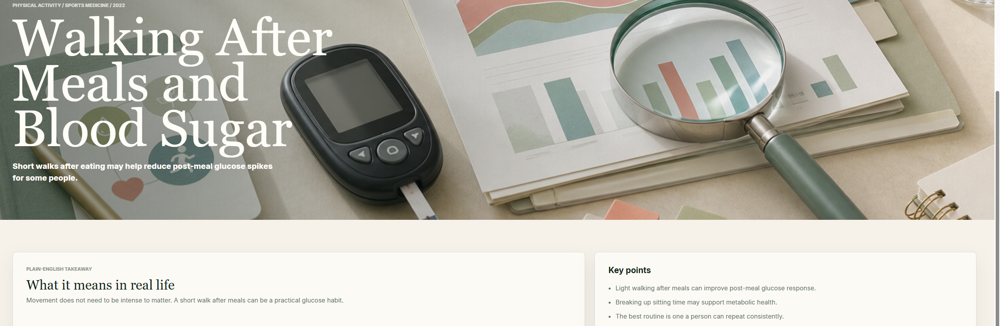 PHYSICAL ACTIVITY / SPORTS MEDICINE / 2022
Walking After
Meals and
Blood Sugar
Short walks after eating may help reduce post-meal glucose spikes
for some people.
PLAIN-ENGLISH TAKEAWAY
What it means in real life
Movement does not need to be intense to matter. A short walk after meals can be a practical glucose habit.
Key points
• Light walking after meals can improve post-meal glucose response.
• Breaking up sitting time may support metabolic health.
• The best routine is one a person can repeat consistently.